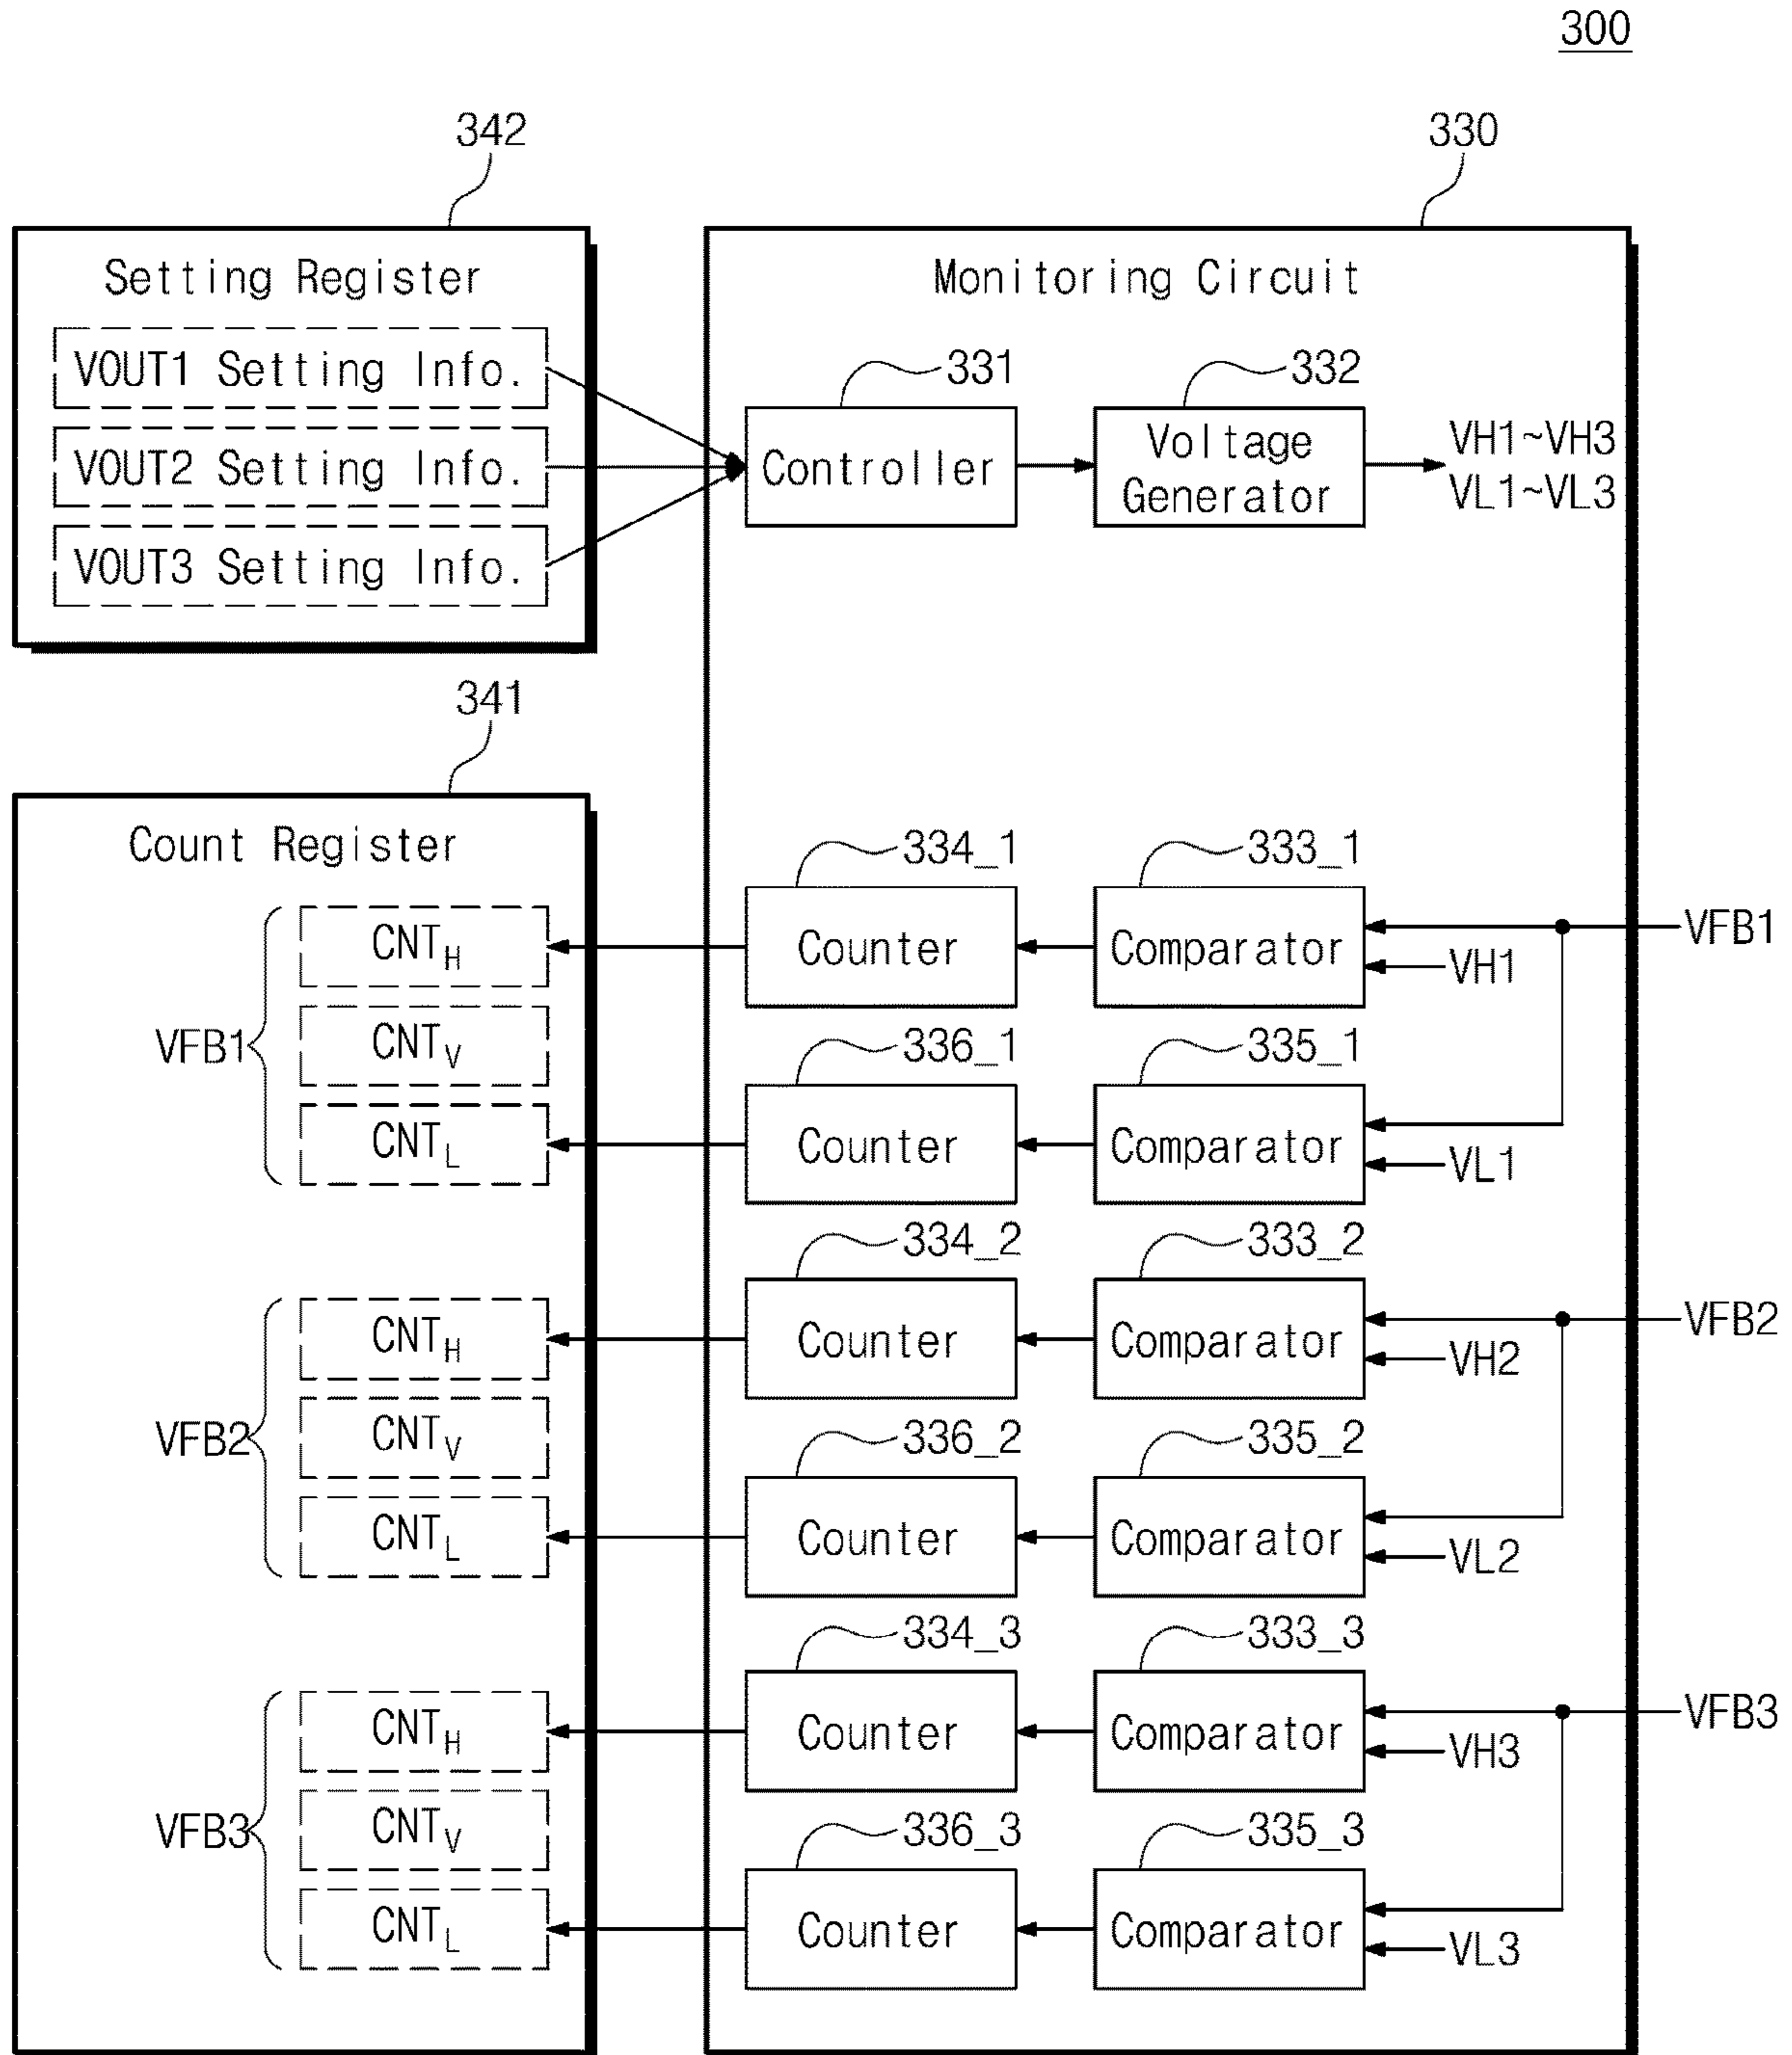 300
342
330
Setting Register
VOUT1 Setting Info.
VOUT2 Setting Info.
VOUT3 Setting Info.
Monitoring Circuit
331
332
Controller
Voltage
Generator
VH1~VH3
VL1~VL3
341
Count Register
334_1
333_1
CNTH
Counter
Comparator
VFB1
VH1
VFB1
CNTV
336_1
335_1
CNTL
Counter
Comparator
VL1
334_2
333_2
CNTH
Counter
Comparator
VFB2
VH2
VFB2
CNTV
336_2
335_2
CNTL
Counter
Comparator
VL2
334_3
333_3
CNTH
Counter
Comparator
VFB3
VH3
VFB3
CNTV
336_3
335_3
CNTL
Counter
Comparator
VL3